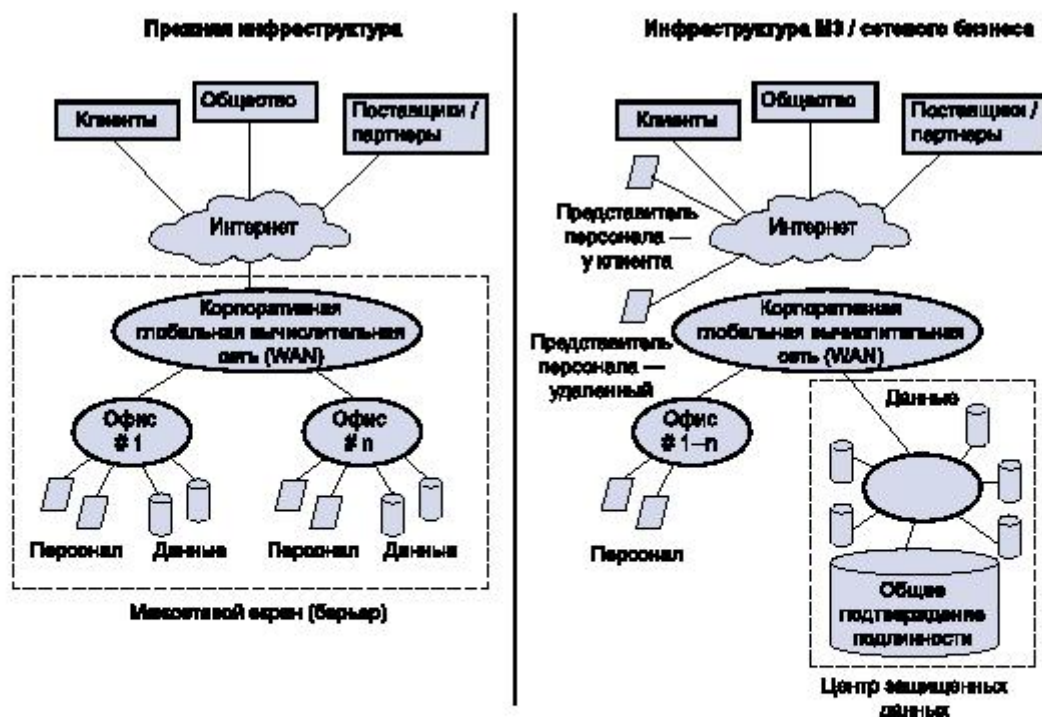 Прежняя инфраструктура
Клиенты
Общество
Поставщики /
партнеры
Интернет
Корпоративная
глобальная вычислительная
сеть (WAN)
Офис
# 1
Офис
# n
Персонал
Данные
Персонал
Данные
Межсетевой экран (барьер)
Инфраструктура М3 / сетевого бизнеса
Клиенты
Общество
Поставщики /
партнеры
Представитель
персонала —
у клиента
Интернет
Представитель
персонала —
удаленный
Корпоративная
глобальная вычислительная
сеть (WAN)
Офис
# 1–n
Персонал
Данные
Общее
подтверждение
подлинности
Центр защищенных
данных